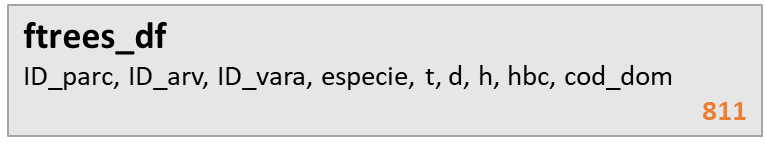 ftrees_df
ID_parc, ID_arv, ID_vara, especie, t, d, h, hbc, cod_dom
811